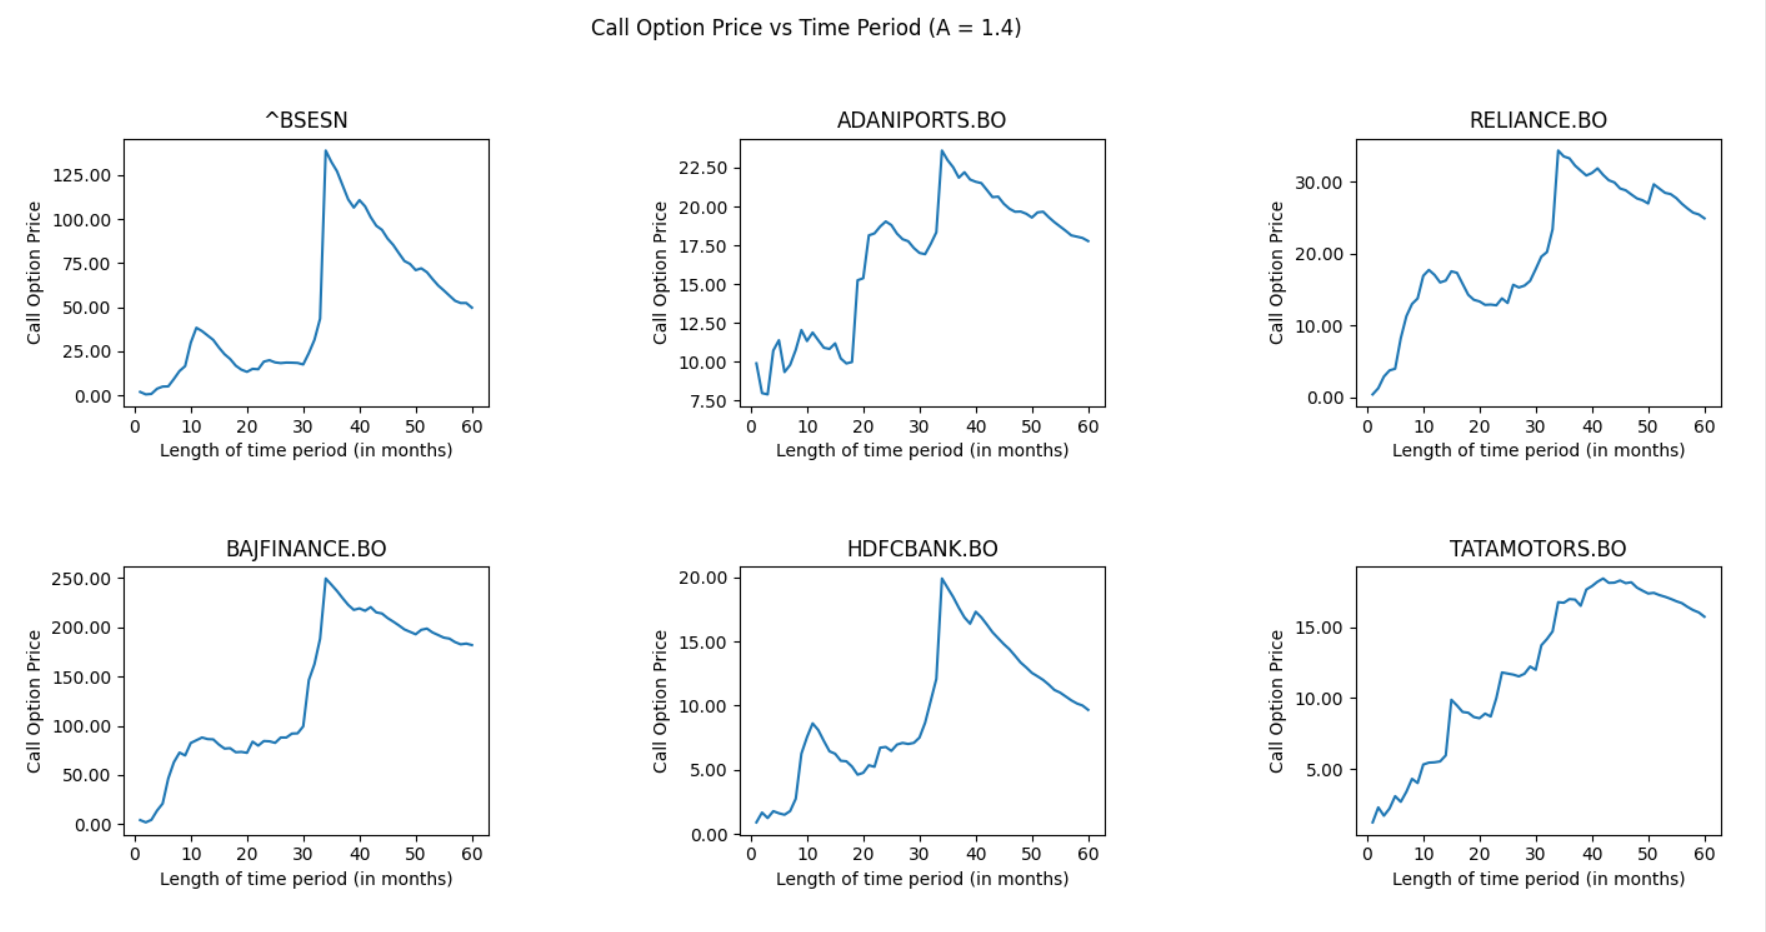 Call Option Price vs Time Period (A = 1.4)
^BSESN
Call Option Price
125.00
100.00
75.00
50.00
25.00
0.00
0 10 20 30 40 50 60
Length of time period (in months)
ADANIPORTS.BO
Call Option Price
22.50
20.00
17.50
15.00
12.50
10.00
7.50
0 10 20 30 40 50 60
Length of time period (in months)
RELIANCE.BO
Call Option Price
30.00
20.00
10.00
0.00
0 10 20 30 40 50 60
Length of time period (in months)
BAJFINANCE.BO
Call Option Price
250.00
200.00
150.00
100.00
50.00
0.00
0 10 20 30 40 50 60
Length of time period (in months)
HDFCBANK.BO
Call Option Price
20.00
15.00
10.00
5.00
0.00
0 10 20 30 40 50 60
Length of time period (in months)
TATAMOTORS.BO
Call Option Price
15.00
10.00
5.00
0 10 20 30 40 50 60
Length of time period (in months)